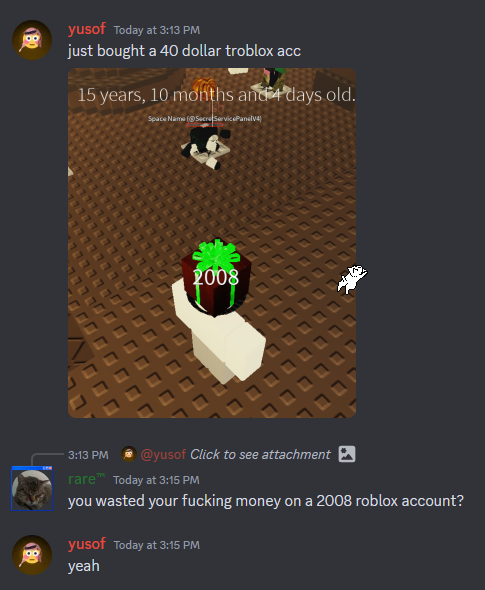 yusof Today at 3:13 PM
just bought a 40 dollar troblox acc
15 years, 10 months and 4 days old.
Space Name (@SecretServicePanelV4)
2008
3:13 PM @yusof Click to see attachment
rare™ Today at 3:15 PM
you wasted your fucking money on a 2008 roblox account?
yusof Today at 3:15 PM
yeah